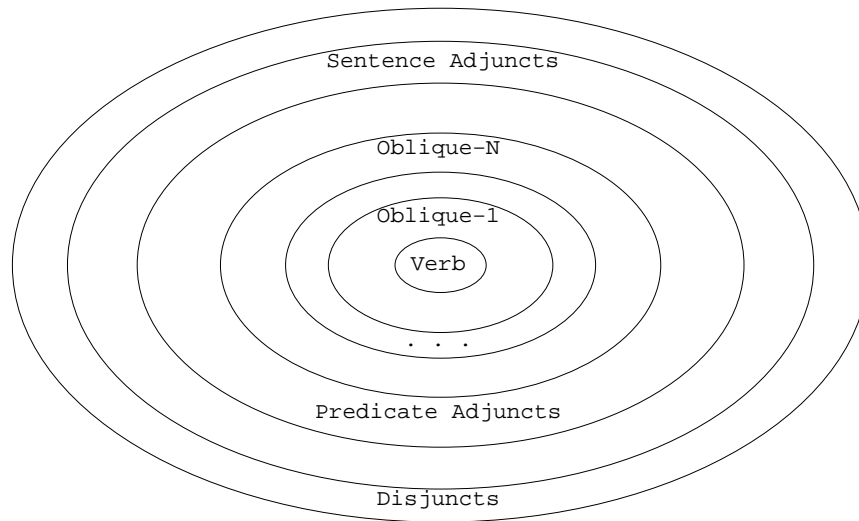 Sentence Adjuncts
Oblique-N
Oblique-1
Verb
. . .
Predicate Adjuncts
Disjuncts